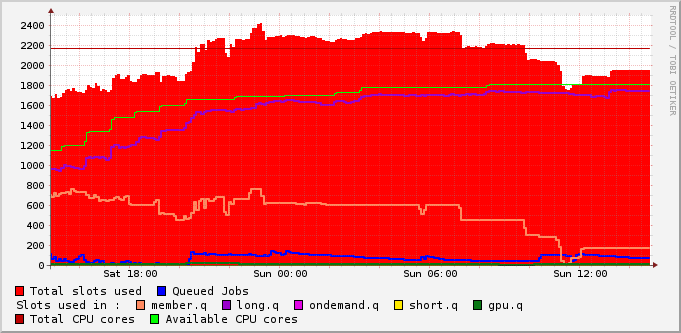 RRDTOOL / TOBI OETIKER
2400
2200
2000
1800
1600
1400
1200
1000
800
600
400
200
0
Sat 18:00 Sun 00:00 Sun 06:00 Sun 12:00
Total slots used Queued Jobs
Slots used in : member.q long.q ondemand.q short.q gpu.q
Total CPU cores Available CPU cores